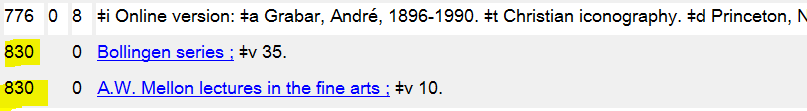 776 0 8 ‡i Online version: ‡a Grabar, André, 1896-1990. ‡t Christian iconography. ‡d Princeton, N
830 0 Bollingen series ; ‡v 35.
830 0 A.W. Mellon lectures in the fine arts ; ‡v 10.